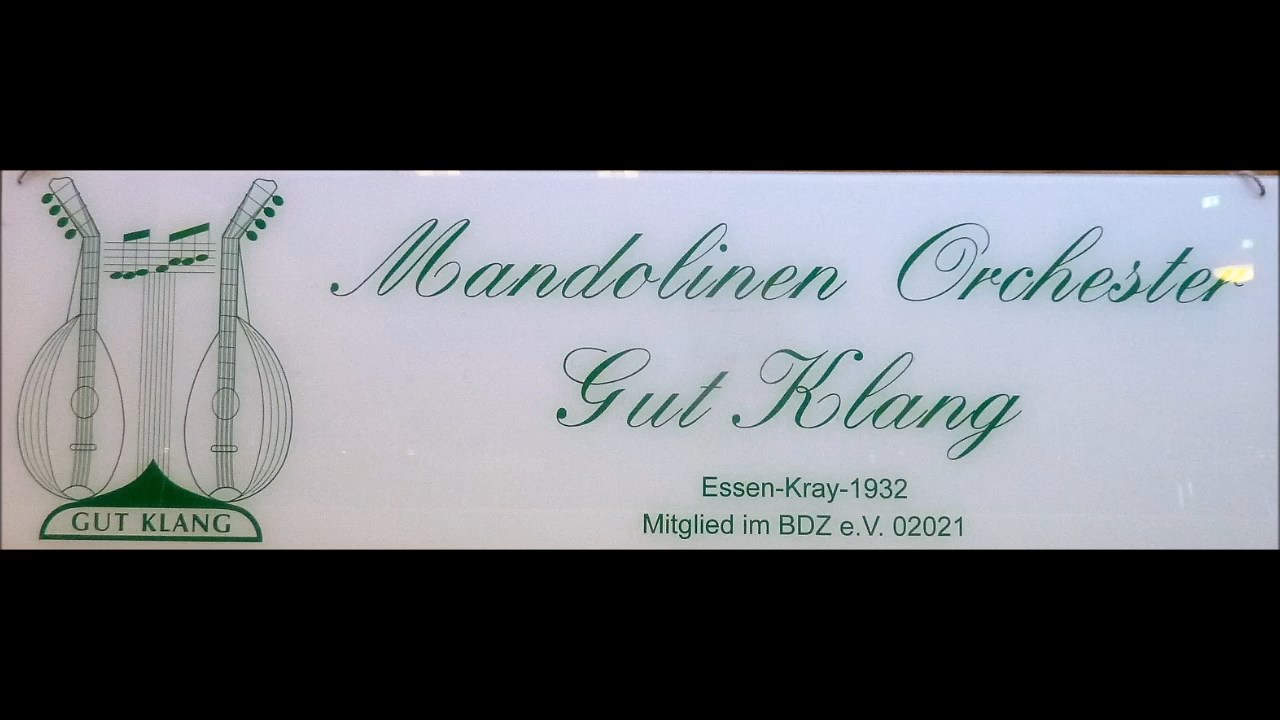 Mandolinen Orchester
Gut Klang
Essen-Kray-1932
Mitglied im BDZ e.V. 02021
GUT KLANG